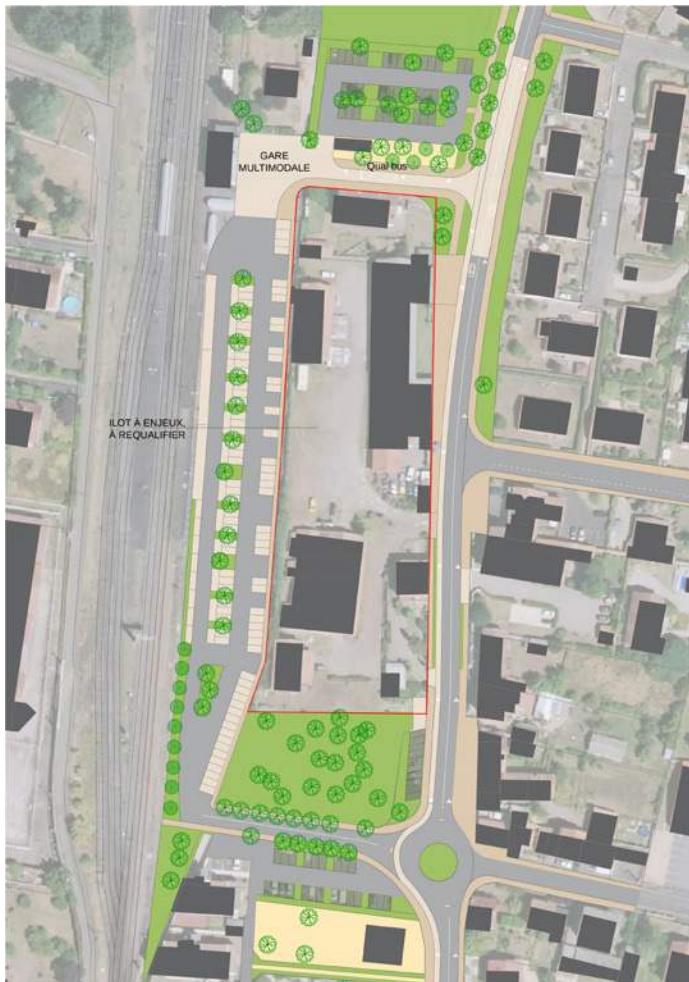 GARE
MULTIMODALE
Quai bus
ILOT À ENJEUX,
À REQUALIFIER